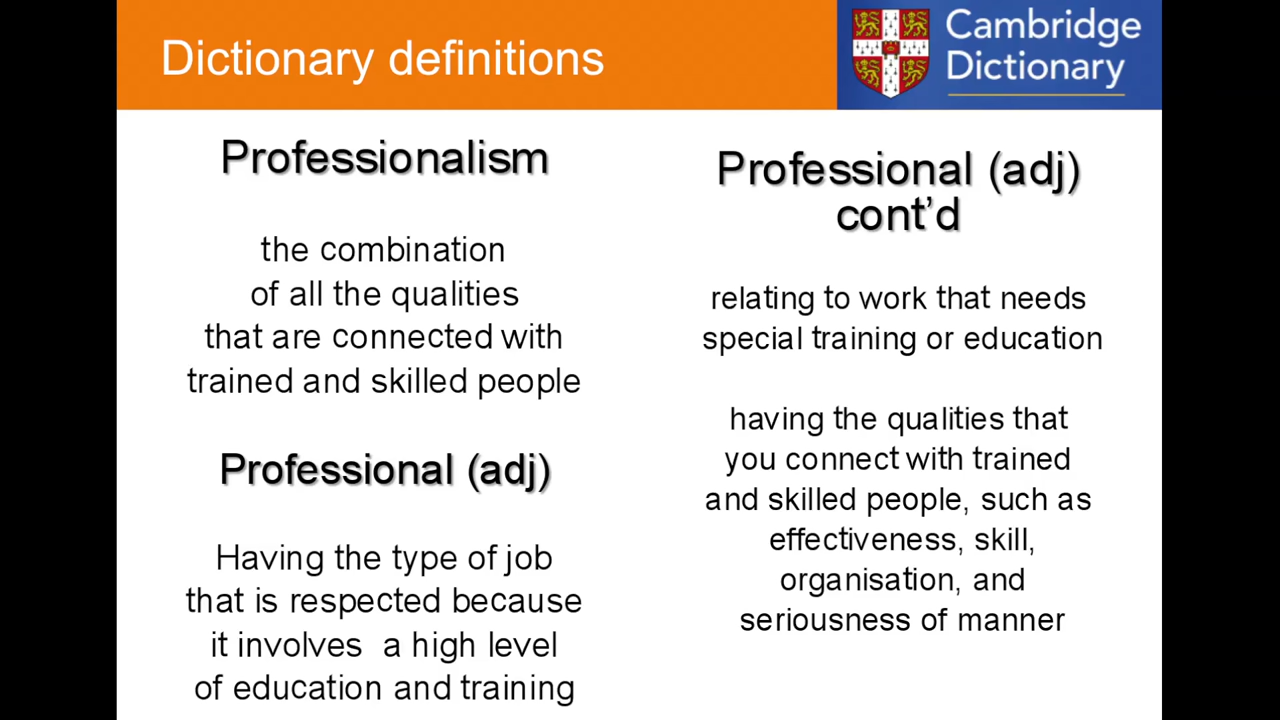 Dictionary definitions
Cambridge
Dictionary
Professionalism
the combination
of all the qualities
that are connected with
trained and skilled people
Professional (adj)
Having the type of job
that is respected because
it involves  a high level
of education and training
Professional (adj)
cont’d
relating to work that needs
special training or education
having the qualities that
you connect with trained
and skilled people, such as
effectiveness, skill,
organisation, and
seriousness of manner